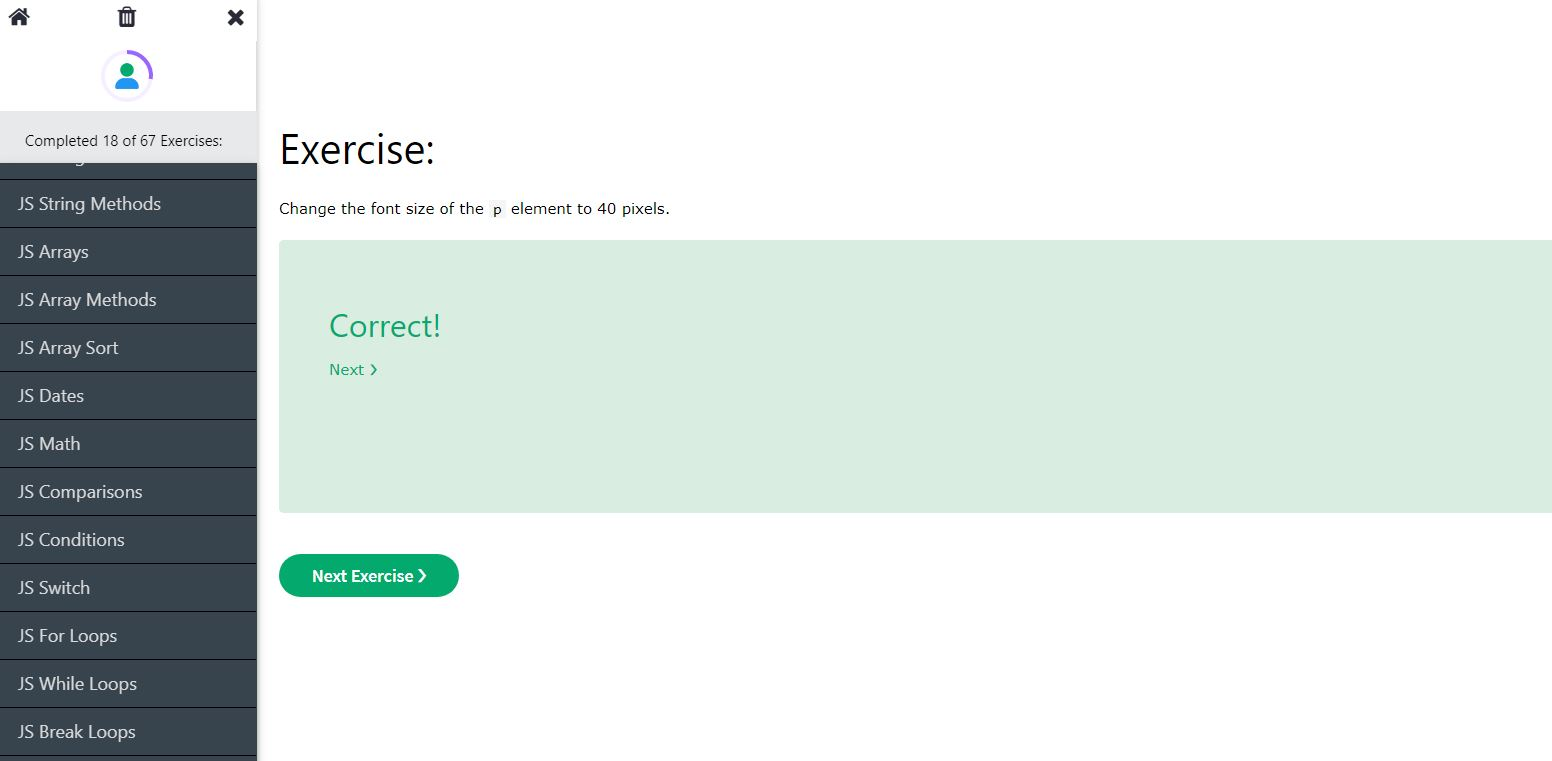 Completed 18 of 67 Exercises:
JS String Methods
JS Arrays
JS Array Methods
JS Array Sort
JS Dates
JS Math
JS Comparisons
JS Conditions
JS Switch
JS For Loops
JS While Loops
JS Break Loops
Exercise:
Change the font size of the p element to 40 pixels.
Correct!
Next ❯
Next Exercise ❯